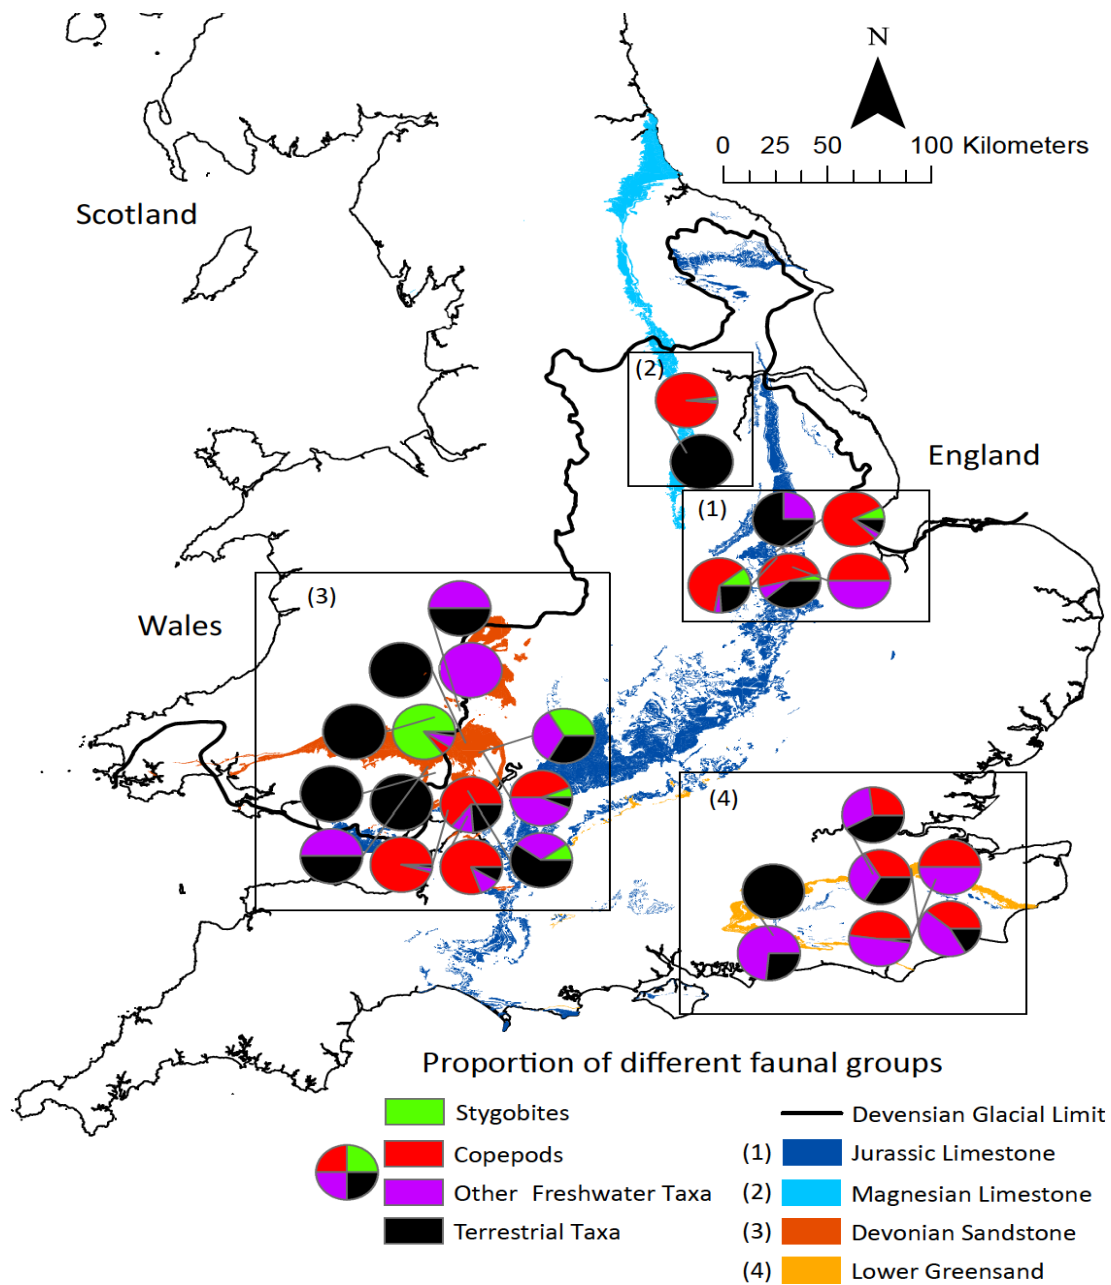 N
0 25 50 100 Kilometers
Scotland
(2)
England
(1)
(3)
Wales
(4)
Proportion of different faunal groups
Stygobites
Copepods
Other Freshwater Taxa
Terrestrial Taxa
Devensian Glacial Limit
(1) Jurassic Limestone
(2) Magnesian Limestone
(3) Devonian Sandstone
(4) Lower Greensand